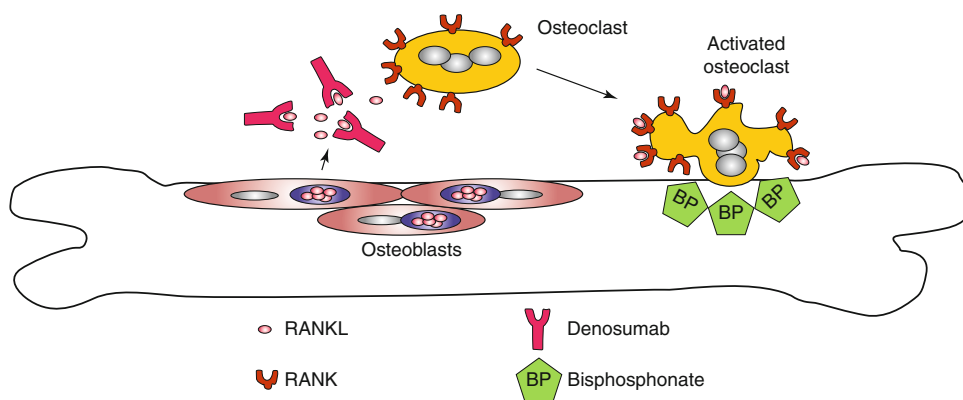 Osteoclast
Activated
osteoclast
BP
BP
BP
Osteoblasts
RANKL
Denosumab
RANK
BP
Bisphosphonate